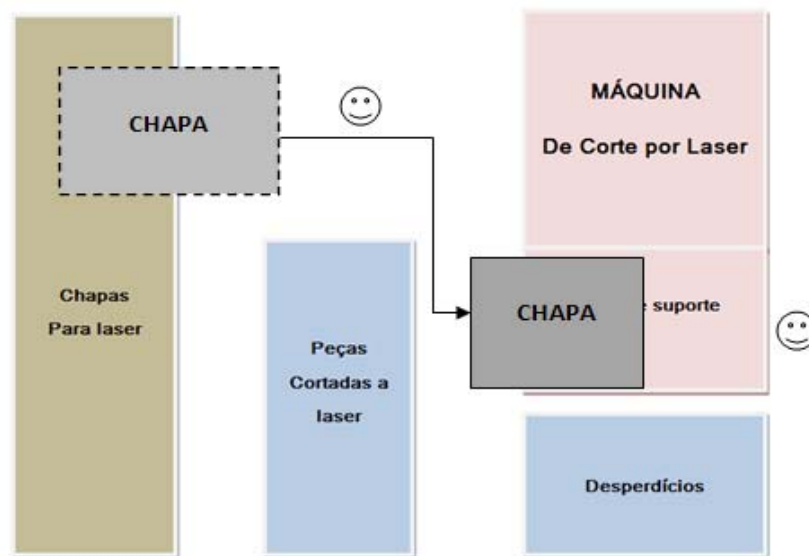 CHAPA
MÁQUINA
De Corte por Laser
Chapas
Para laser
CHAPA
suporte
Peças
Cortadas a
laser
Desperdícios